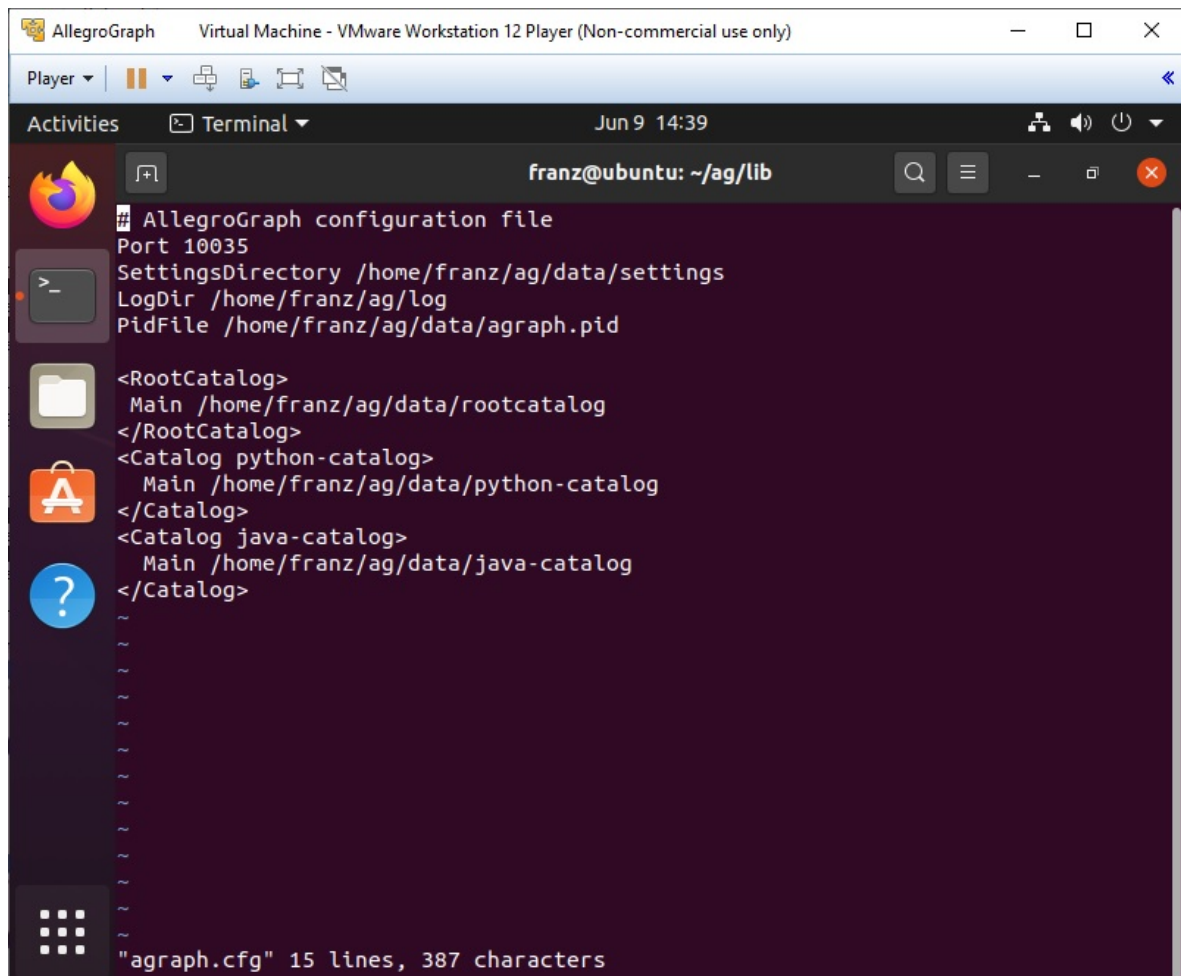 AllegroGraph Virtual Machine - VMware Workstation 12 Player (Non-commercial use only)
Player
Activities Terminal Jun 9 14:39
franz@ubuntu: ~/ag/lib
# AllegroGraph configuration file
Port 10035
SettingsDirectory /home/franz/ag/data/settings
LogDir /home/franz/ag/log
PidFile /home/franz/ag/data/agraph.pid
<RootCatalog>
 Main /home/franz/ag/data/rootcatalog
</RootCatalog>
<Catalog python-catalog>
  Main /home/franz/ag/data/python-catalog
</Catalog>
<Catalog java-catalog>
  Main /home/franz/ag/data/java-catalog
</Catalog>
~
~
~
~
~
~
~
~
~
~
~
~
~
"agraph.cfg" 15 lines, 387 characters